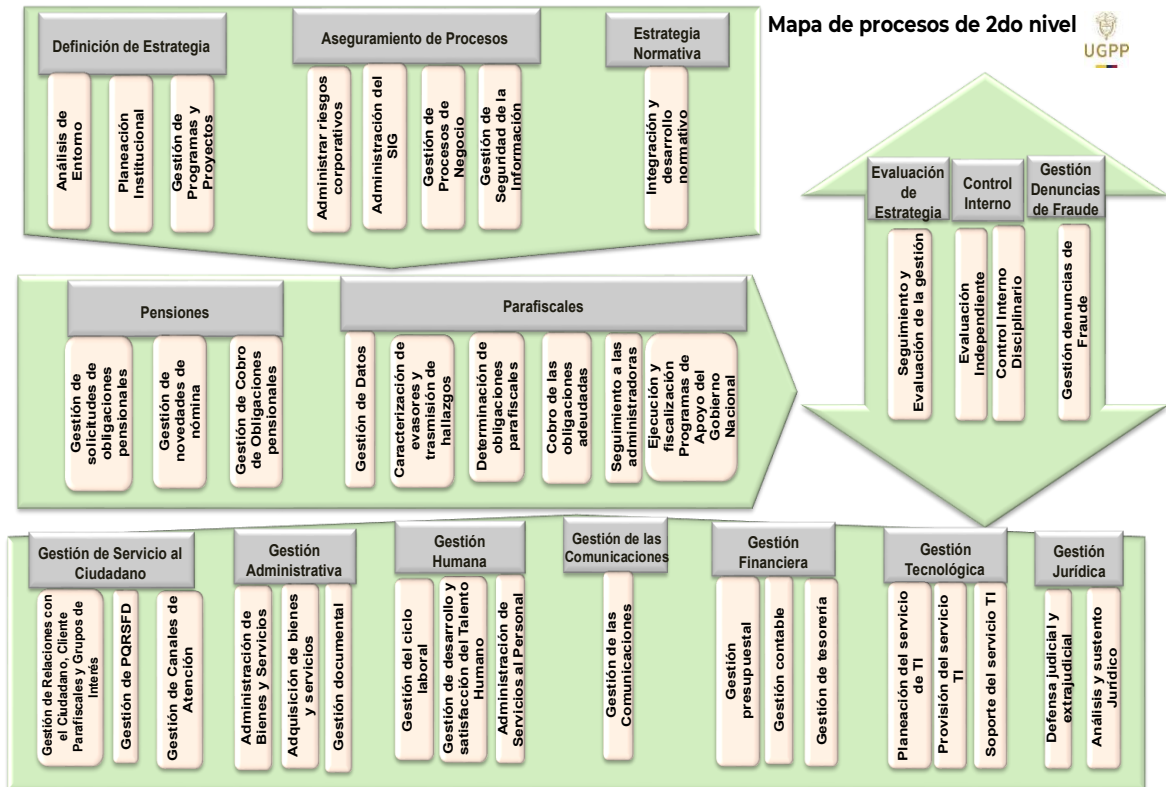 Mapa de procesos de 2do nivel
UGPP
Definición de Estrategia
Análisis de
Entorno
Planeación
Institucional
Gestión de
Programas y
Proyectos
Aseguramiento de Procesos
Administrar riesgos
corporativos
Administración del
SIG
Gestión de
Procesos de
Negocio
Gestión de
Seguridad de la
Información
Estrategia
Normativa
Integración y
desarrollo
normativo
Evaluación
de
Estrategia
Seguimiento y
Evaluación de la gestión
Control
Interno
Evaluación
Independiente
Control Interno
Disciplinario
Gestión
Denuncias
de Fraude
Gestión denuncias de
Fraude
Pensiones
Gestión de
solicitudes de
obligaciones
pensionales
Gestión de
novedades de
nómina
Gestión de Cobro
de Obligaciones
pensionales
Parafiscales
Gestión de Datos
Caracterización de
evasores y
trasmisión de
hallazgos
Determinación de
obligaciones
parafiscales
Cobro de las
obligaciones
adeudadas
Seguimiento a las
administradoras
Ejecución y
fiscalización
Programas de
Apoyo del
Gobierno
Nacional
Gestión de Servicio al
Ciudadano
Gestión de Relaciones con
el Ciudadano, Cliente
Parafiscales y Grupos de
Interés
Gestión de PQRSFD
Gestión de Canales de
Atención
Gestión
Administrativa
Administración de
Bienes y Servicios
Adquisición de bienes
y servicios
Gestión documental
Gestión
Humana
Gestión del ciclo
laboral
Gestión de desarrollo y
satisfacción del Talento
Humano
Administración de
Servicios al Personal
Gestión de las
Comunicaciones
Gestión de las
Comunicaciones
Gestión
Financiera
Gestión
presupuestal
Gestión contable
Gestión de tesorería
Gestión
Tecnológica
Planeación del servicio
de TI
Provisión del servicio
TI
Soporte del servicio TI
Gestión
Jurídica
Defensa judicial y
extrajudicial
Análisis y sustento
Jurídico